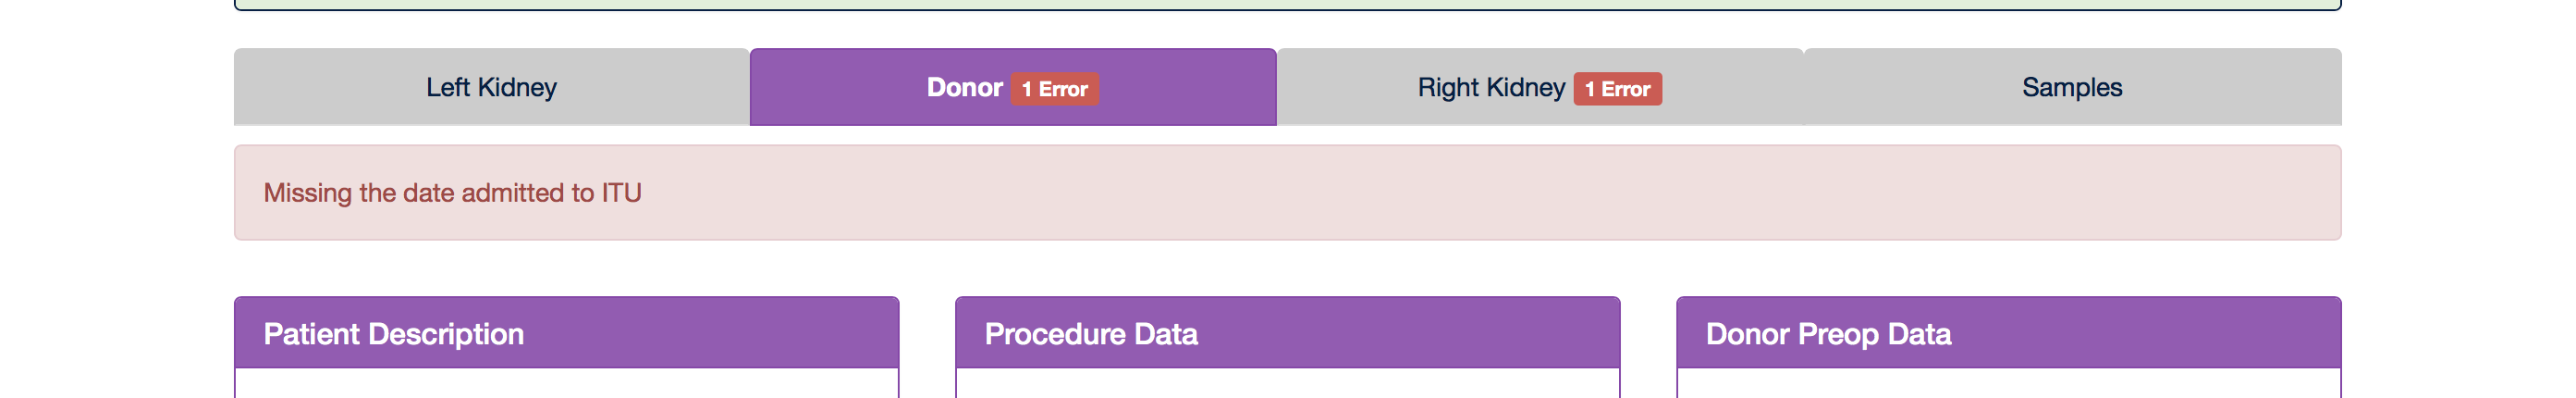 Left Kidney
Donor 1 Error
Right Kidney 1 Error
Samples
Missing the date admitted to ITU
Patient Description
Procedure Data
Donor Preop Data